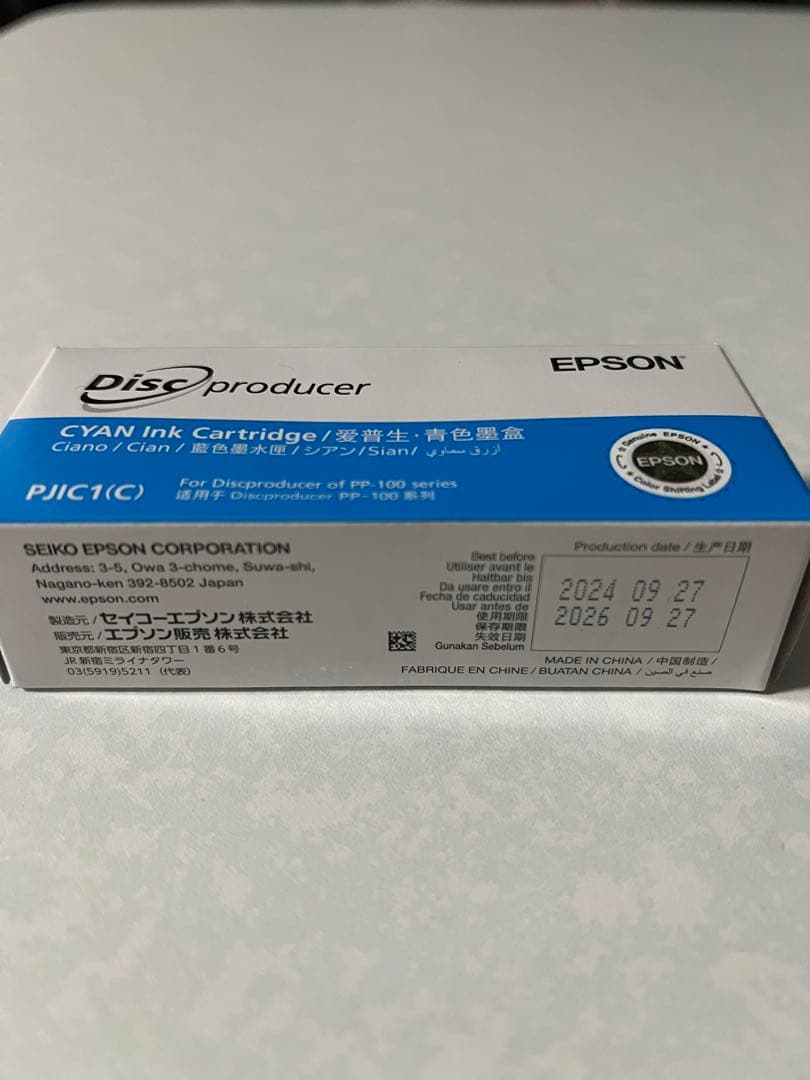 Disc producer
EPSON
CYAN Ink Cartridge / 爱普生·青色墨盒
Ciano / Cian / 藍色墨水匣 / シアン / Sian / أزرق سماوي
PJIC1(C)
For Discproducer of PP-100 series
适用于 Discproducer PP-100 系列
Genuine EPSON
EPSON
Color Shifting Label
SEIKO EPSON CORPORATION
Address: 3-5, Owa 3-chome, Suwa-shi,
Nagano-ken 392-8502 Japan
www.epson.com
製造元 / セイコーエプソン 株式会社
販売元 / エプソン販売 株式会社
東京都新宿区新宿四丁目1番6号
JR 新宿ミライナタワー
03(5919)5211 (代表)
Production date / 生产日期
Best before
Utiliser avant le
Haltbar bis
Da usare entro il
Fecha de caducidad
Usar antes de
使用期限
保存期限
失效日期
Gunakan Sebelum
2024 09 27
2026 09 27
MADE IN CHINA / 中国制造 /
FABRIQUE EN CHINE / BUATAN CHINA / صنع في الصين